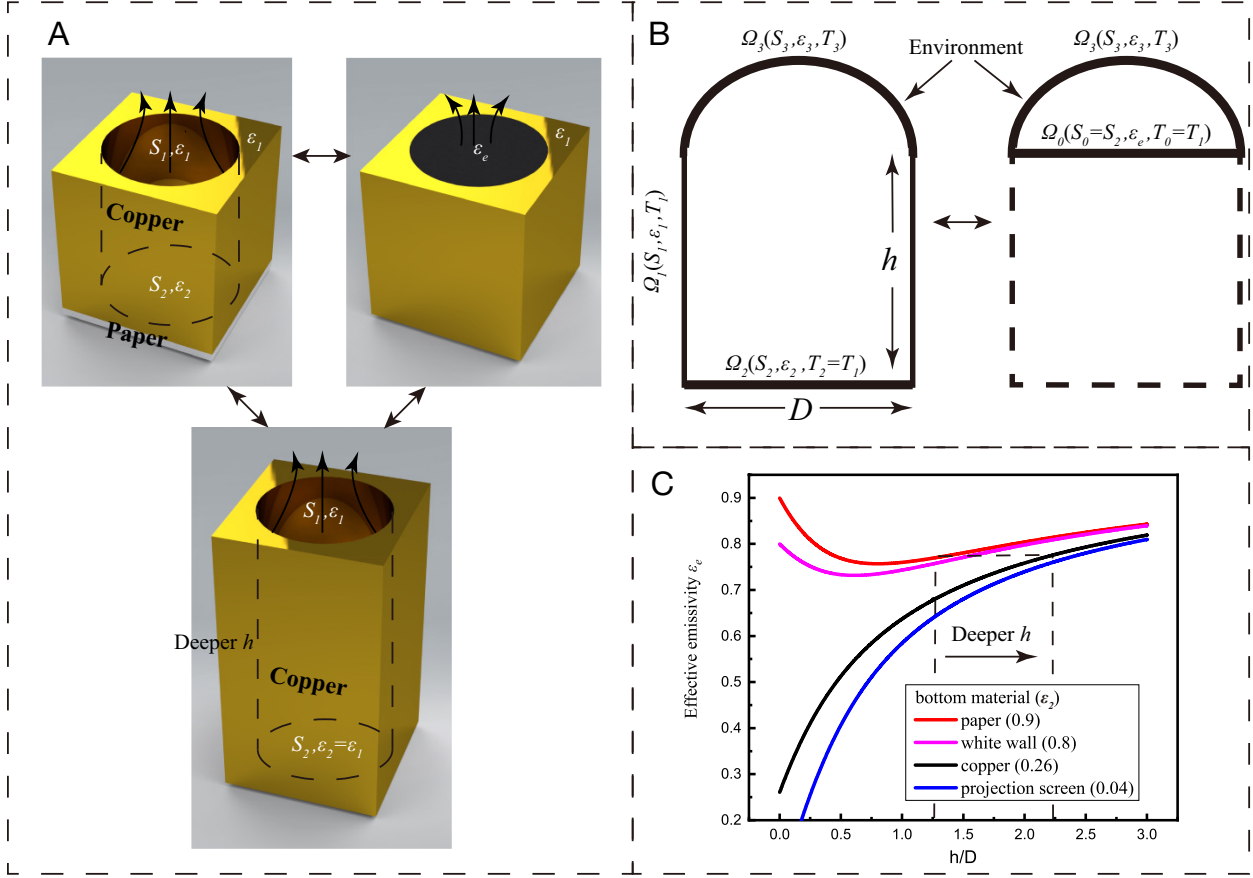 A
S₁,ε₁
ε₁
Copper
S₂,ε₂
Paper
εₑ
ε₁
S₁,ε₁
Deeper h
Copper
S₂,ε₂=ε₁
B
Ω₃(S₃,ε₃,T₃)
Environment
Ω₃(S₃,ε₃,T₃)
Ω₀(S₀=S₂,εₑ,T₀=T₁)
Ω₁(S₁,ε₁,T₁)
h
Ω₂(S₂,ε₂,T₂=T₁)
D
C
Effective emissivity εₑ
0.9
0.8
0.7
0.6
0.5
0.4
0.3
0.2
Deeper h
bottom material (ε₂)
paper (0.9)
white wall (0.8)
copper (0.26)
projection screen (0.04)
0.0 0.5 1.0 1.5 2.0 2.5 3.0
h/D